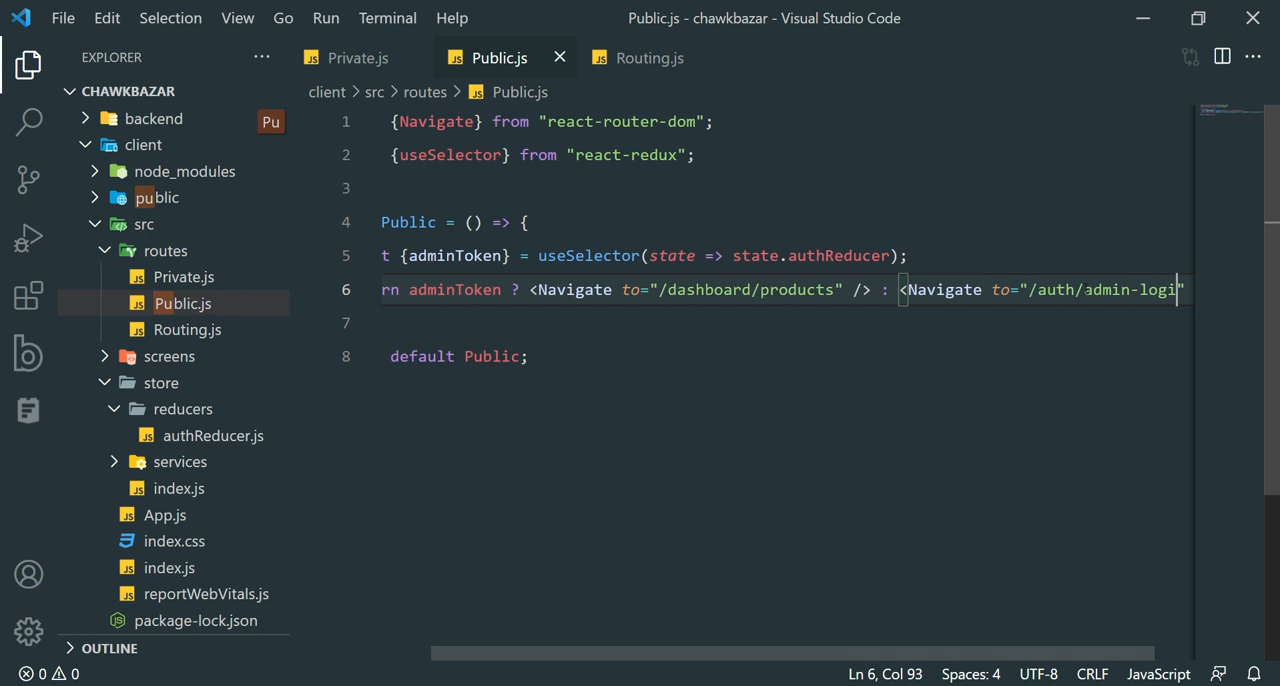 File Edit Selection View Go Run Terminal Help
Public.js - chawkbazar - Visual Studio Code
EXPLORER
Private.js
Public.js
Routing.js
CHAWKBAZAR
client > src > routes > JS Public.js
backend
Pu
client
node_modules
public
src
routes
Private.js
Public.js
Routing.js
screens
store
reducers
authReducer.js
services
index.js
App.js
index.css
index.js
reportWebVitals.js
package-lock.json
OUTLINE
1 {Navigate} from "react-router-dom";
2 {useSelector} from "react-redux";
3
4 Public = () => {
5 t {adminToken} = useSelector(state => state.authReducer);
6 rn adminToken ? <Navigate to="/dashboard/products" /> : <Navigate to="/auth/admin-logi"
7
8 default Public;
0 0
Ln 6, Col 93 Spaces: 4 UTF-8 CRLF JavaScript